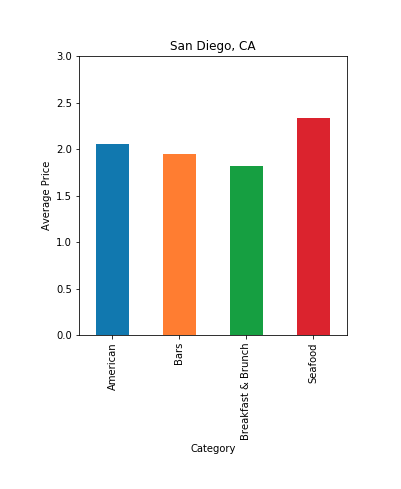 San Diego, CA
3.0
2.5
2.0
1.5
1.0
0.5
0.0
Average Price
American
Bars
Breakfast & Brunch
Seafood
Category